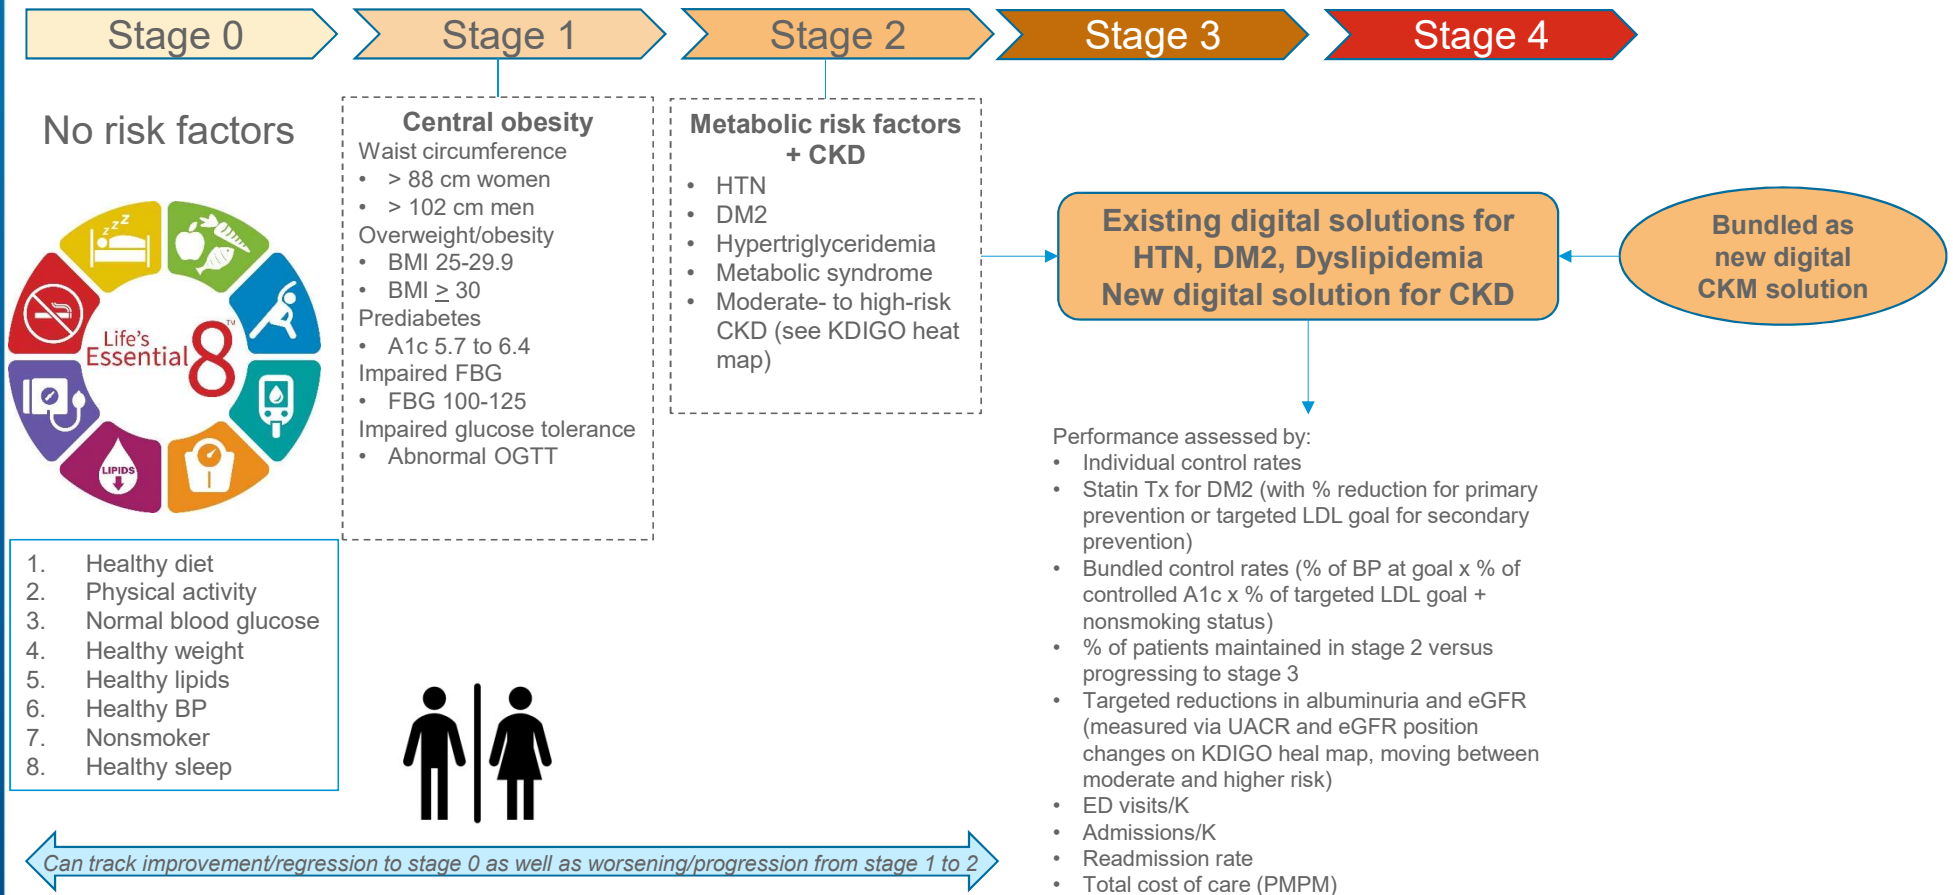 Stage 0
Stage 1
Stage 2
Stage 3
Stage 4
No risk factors
zzz
Life's
Essential 8™
LIPIDS
1. Healthy diet
2. Physical activity
3. Normal blood glucose
4. Healthy weight
5. Healthy lipids
6. Healthy BP
7. Nonsmoker
8. Healthy sleep
Central obesity
Waist circumference
• > 88 cm women
• > 102 cm men
Overweight/obesity
• BMI 25-29.9
• BMI ≥ 30
Prediabetes
• A1c 5.7 to 6.4
Impaired FBG
• FBG 100-125
Impaired glucose tolerance
• Abnormal OGTT
Metabolic risk factors
+ CKD
• HTN
• DM2
• Hypertriglyceridemia
• Metabolic syndrome
• Moderate- to high-risk
CKD (see KDIGO heat
map)
Existing digital solutions for
HTN, DM2, Dyslipidemia
New digital solution for CKD
Bundled as
new digital
CKM solution
Performance assessed by:
• Individual control rates
• Statin Tx for DM2 (with % reduction for primary
prevention or targeted LDL goal for secondary
prevention)
• Bundled control rates (% of BP at goal x % of
controlled A1c x % of targeted LDL goal +
nonsmoking status)
• % of patients maintained in stage 2 versus
progressing to stage 3
• Targeted reductions in albuminuria and eGFR
(measured via UACR and eGFR position
changes on KDIGO heal map, moving between
moderate and higher risk)
• ED visits/K
• Admissions/K
• Readmission rate
• Total cost of care (PMPM)
Can track improvement/regression to stage 0 as well as worsening/progression from stage 1 to 2